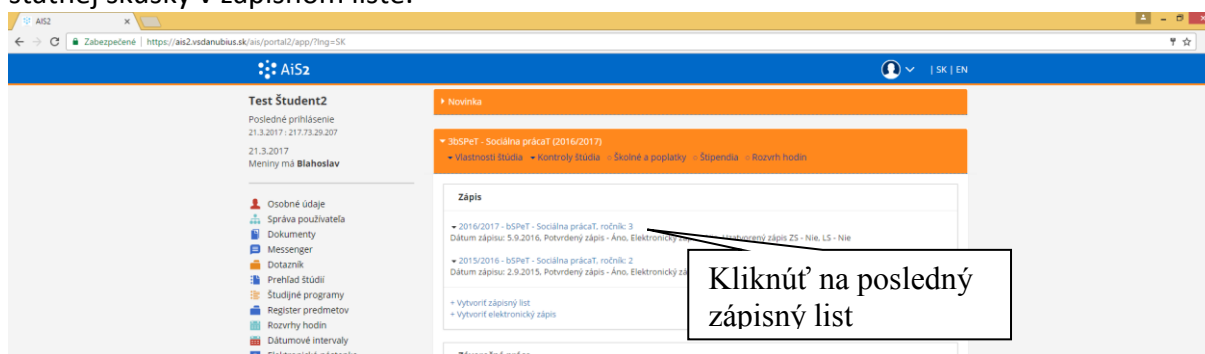 státnej skúšky v zápisnom liste.
AiS2
Zabezpečené | https://ais2.vsdanubius.sk/ais/portal2/app/?lng=SK
AiS2
| SK | EN
Test Študent2
Posledné prihlásenie
21.3.2017 : 217.73.29.207
21.3.2017
Meniny má Blahoslav
Osobné údaje
Správa používateľa
Dokumenty
Messenger
Dotazník
Prehľad štúdií
Študijné programy
Register predmetov
Rozvrhy hodín
Dátumové intervaly
Novinka
3bSPeT - Sociálna prácaT (2016/2017)
Vlastnosti štúdia Kontroly štúdia Školné a poplatky Štipendia Rozvrh hodín
Zápis
2016/2017 - bSPeT - Sociálna prácaT, ročník: 3
Dátum zápisu: 5.9.2016, Potvrdený zápis - Áno, Elektronický zápis ZS - Nie, LS - Nie
2015/2016 - bSPeT - Sociálna prácaT, ročník: 2
Dátum zápisu: 2.9.2015, Potvrdený zápis - Áno, Elektronický
+ Vytvoriť zápisný list
+ Vytvoriť elektronický zápis
Kliknúť na posledný
zápisný list